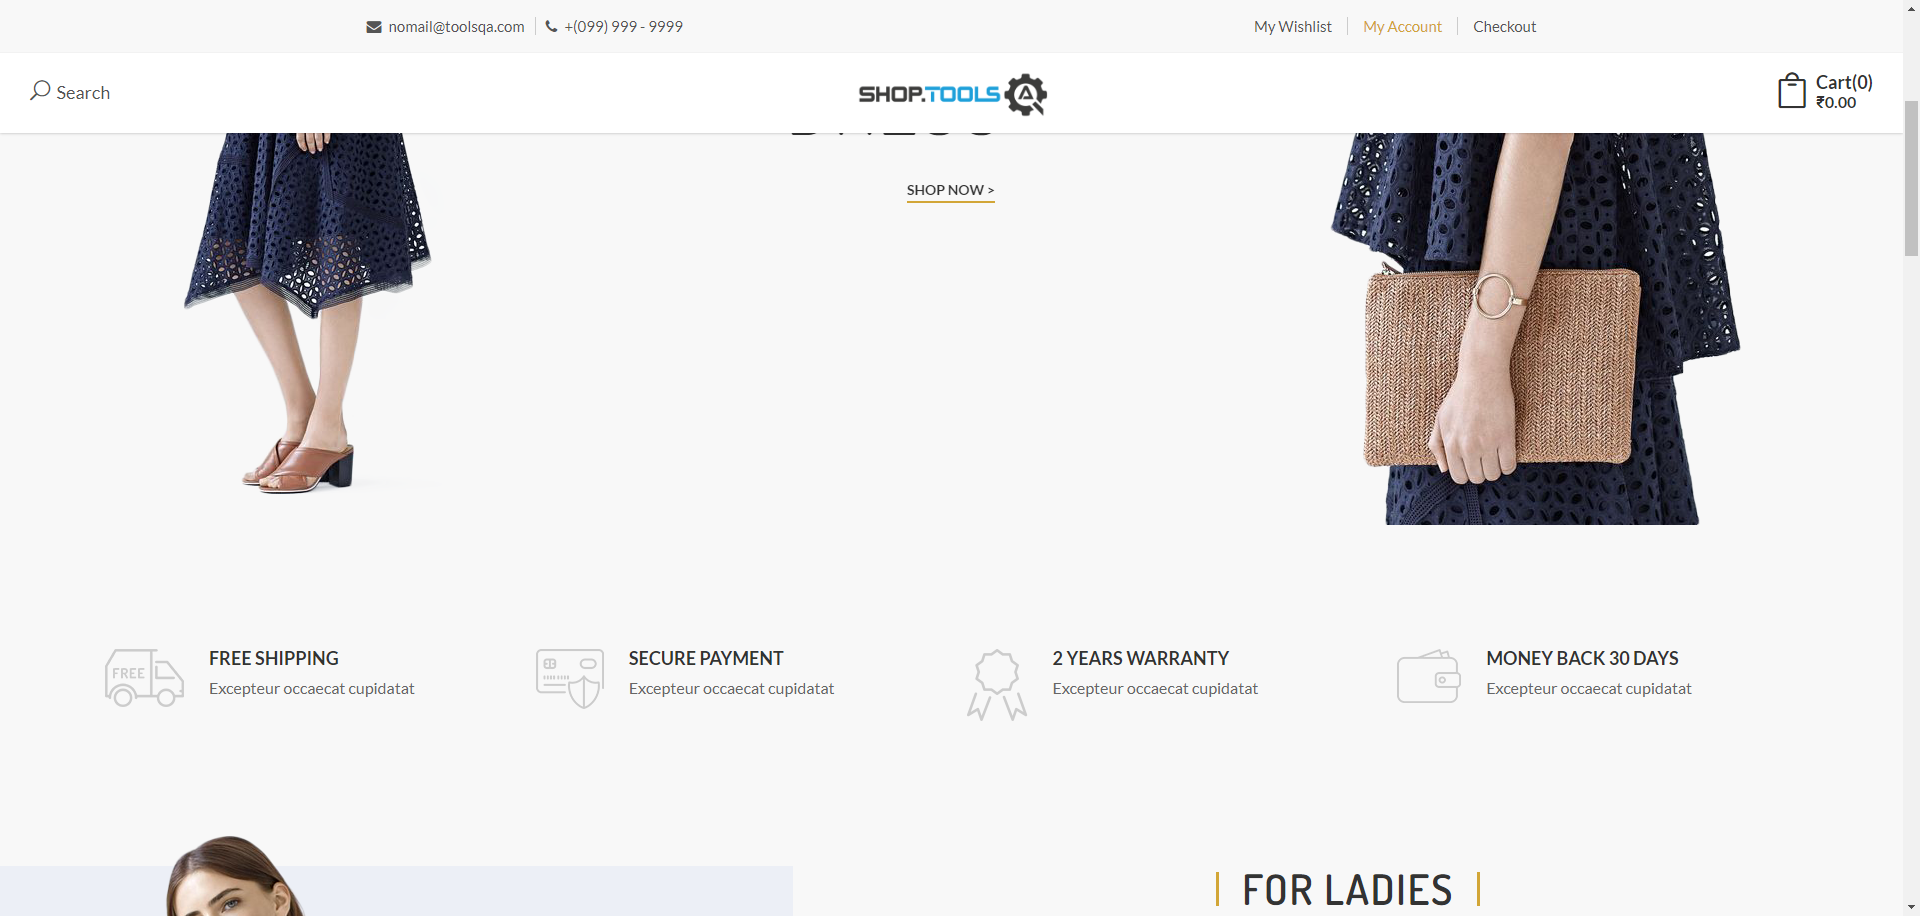 nomail@toolsqa.com
+(099) 999 - 9999
My Wishlist
My Account
Checkout
Search
SHOP.TOOLS
Cart(0)
₹0.00
SHOP NOW >
FREE
FREE SHIPPING
Excepteur occaecat cupidatat
SECURE PAYMENT
Excepteur occaecat cupidatat
2 YEARS WARRANTY
Excepteur occaecat cupidatat
MONEY BACK 30 DAYS
Excepteur occaecat cupidatat
FOR LADIES